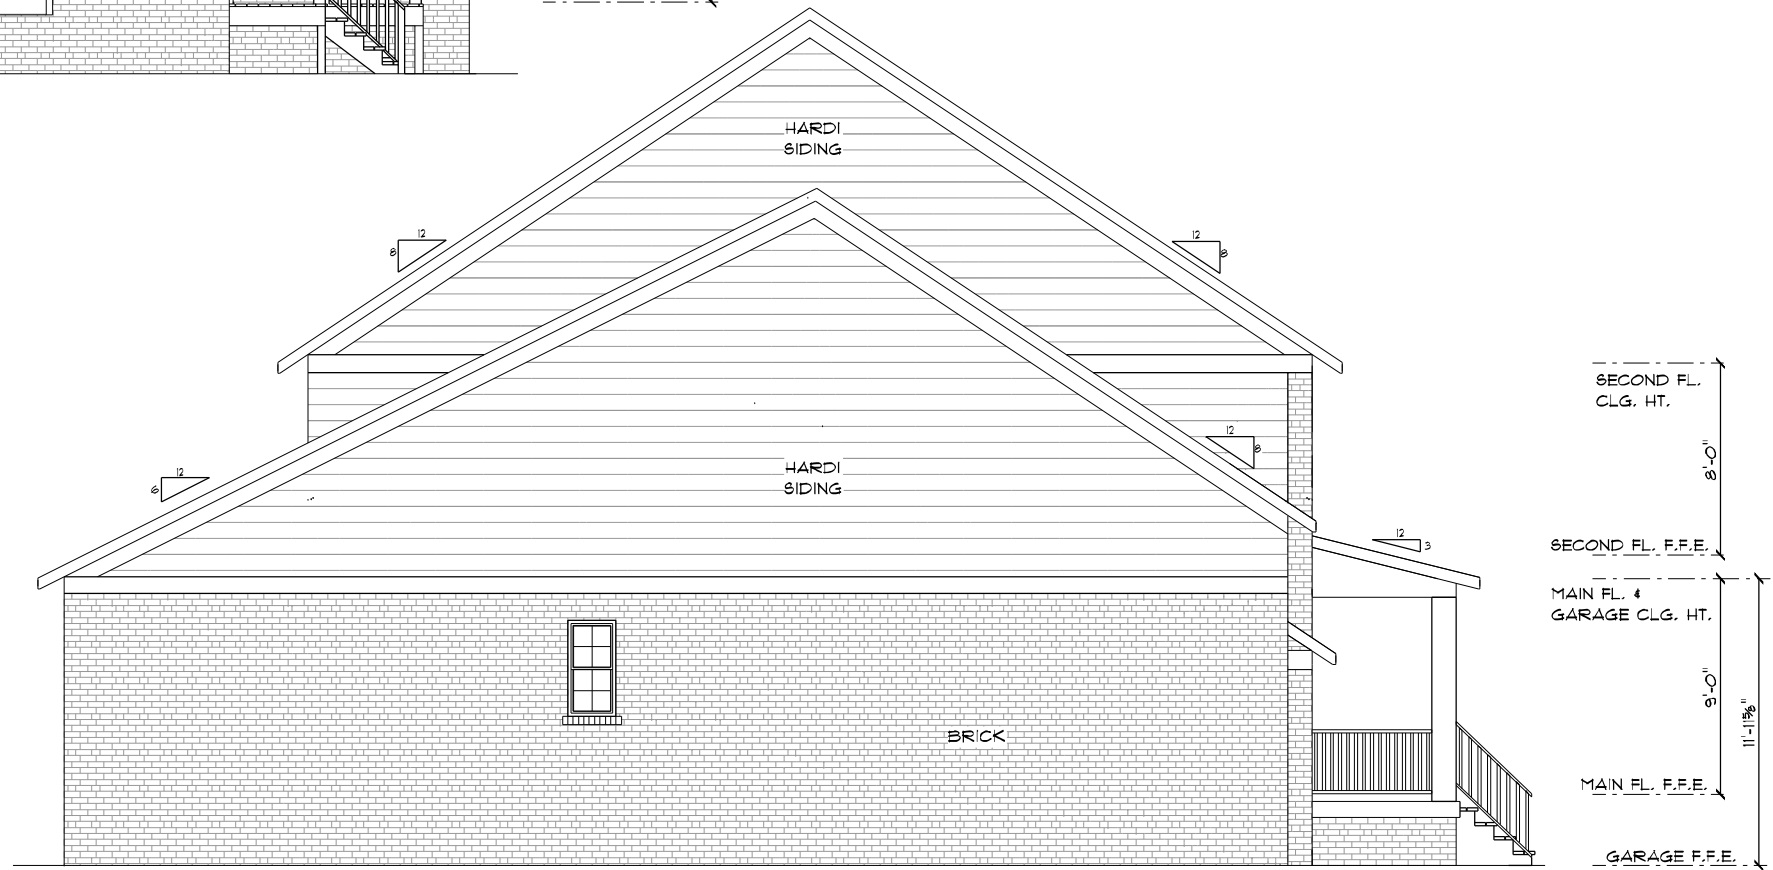 HARDI
SIDING
12
8
12
8
SECOND FL.
CLG. HT.
8'-0"
12
8
HARDI
SIDING
12
6
12
3
SECOND FL. F.F.E.
MAIN FL. &
GARAGE CLG. HT.
9'-0"
11'-11⅝"
BRICK
MAIN FL. F.F.E.
GARAGE F.F.E.